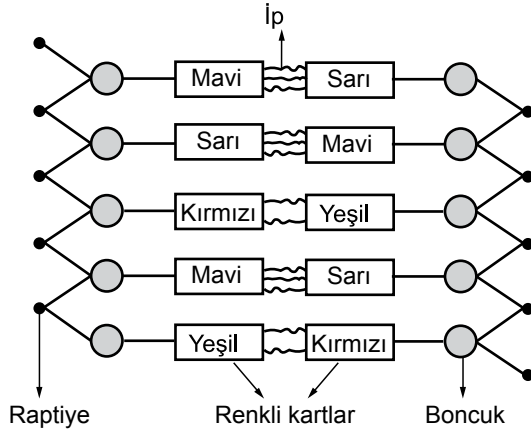 İp
Mavi Sarı
Sarı Mavi
Kırmızı Yeşil
Mavi Sarı
Yeşil Kırmızı
Raptiye Renkli kartlar Boncuk